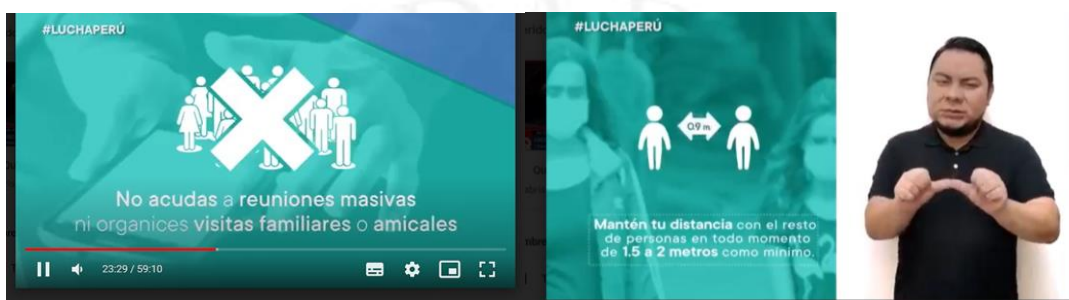 #LUCHAPERÚ
No acudas a reuniones masivas
ni organices visitas familiares o amicales
23:29 / 59:10
#LUCHAPERÚ
0.9 m
Mantén tu distancia con el resto
de personas en todo momento
de 1.5 a 2 metros como mínimo.